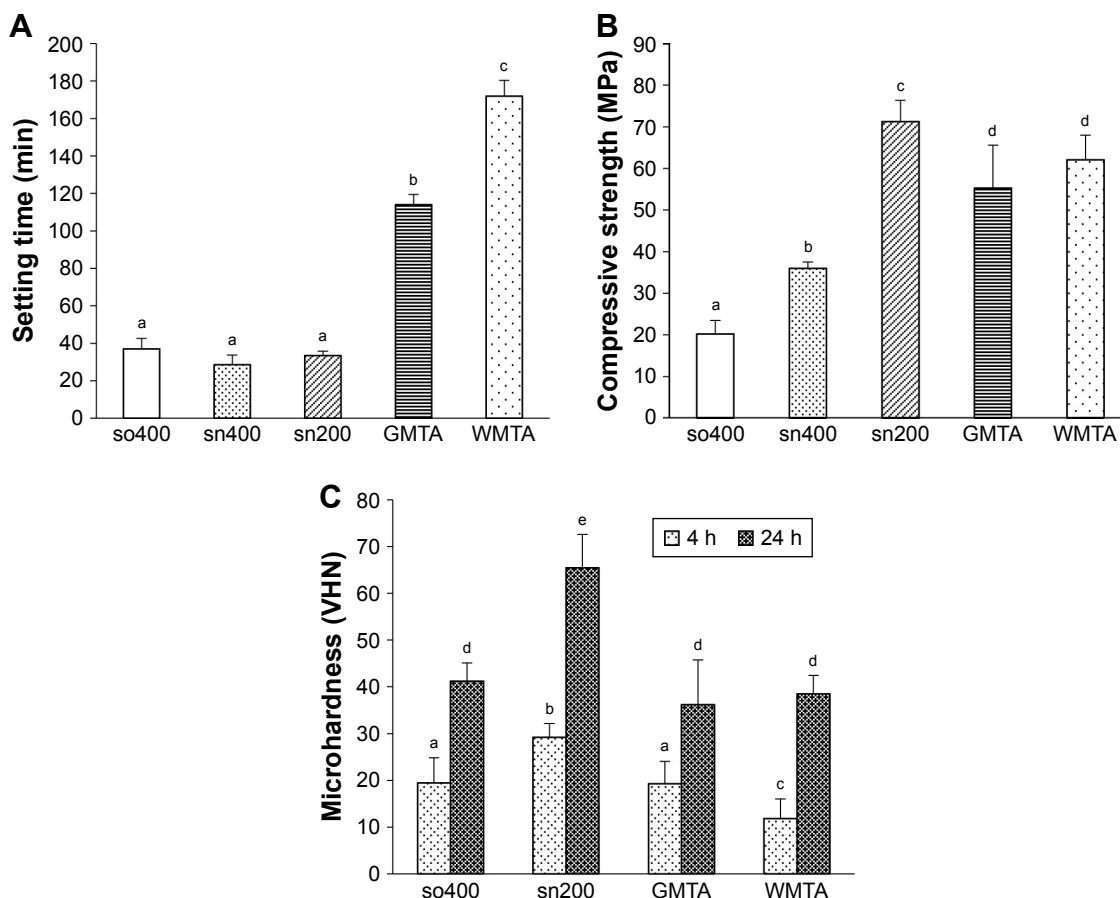 A
Setting time (min)
200
180
160
140
120
100
80
60
40
20
0
a
a
a
b
c
so400 sn400 sn200 GMTA WMTA
B
Compressive strength (MPa)
90
80
70
60
50
40
30
20
10
0
a
b
c
d
d
so400 sn400 sn200 GMTA WMTA
C
Microhardness (VHN)
80
70
60
50
40
30
20
10
0
4 h 24 h
a
d
b
e
a
d
c
d
so400 sn200 GMTA WMTA